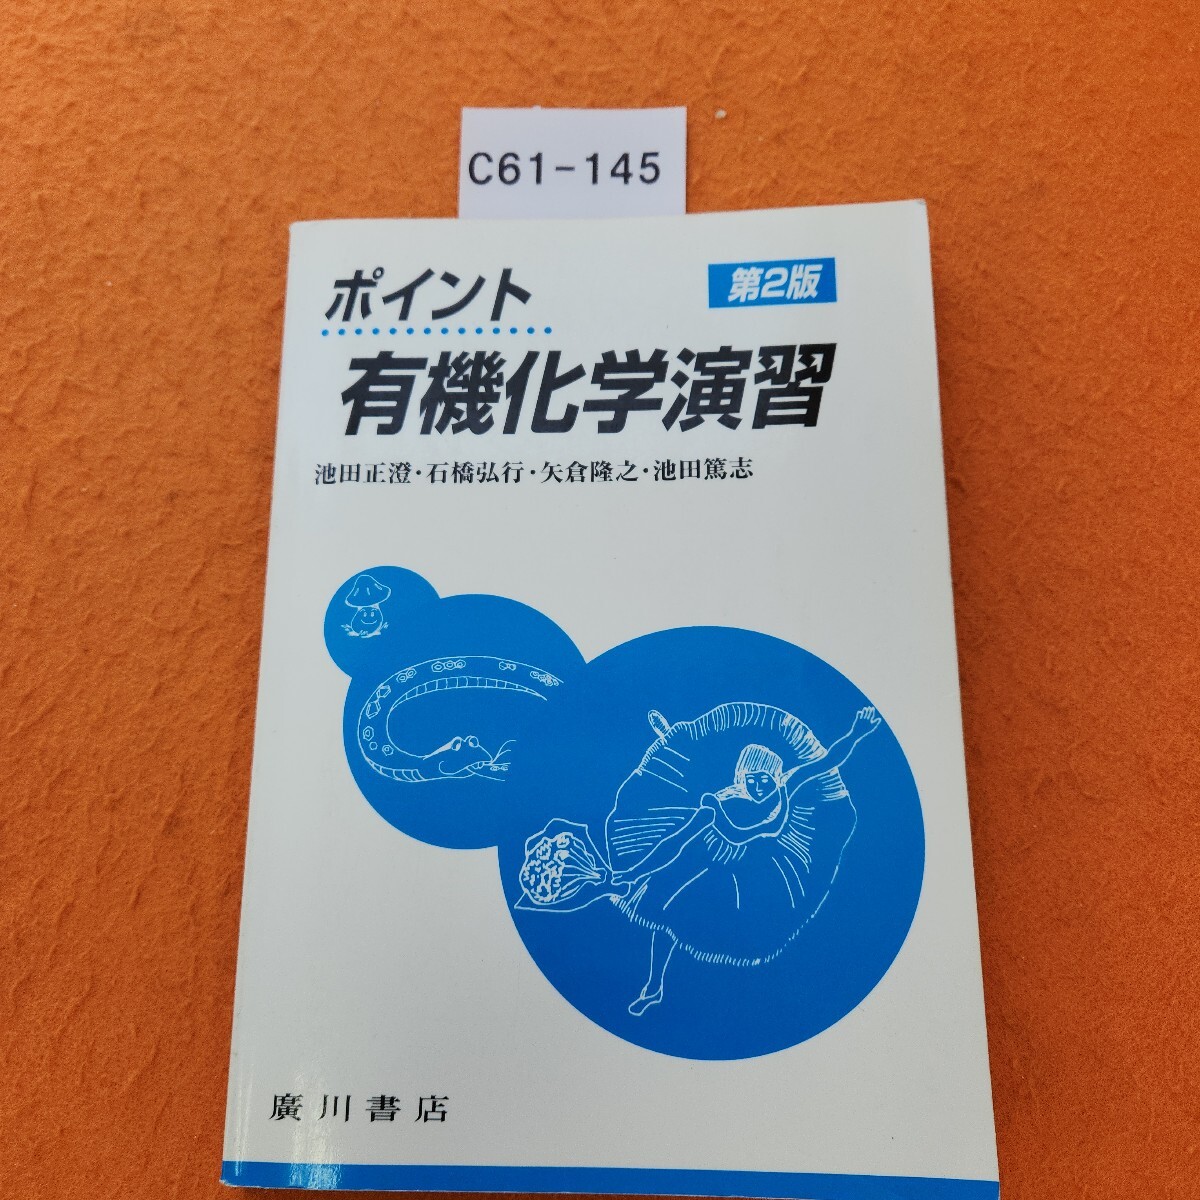 C61-145
ポイント
第2版
有機化学演習
池田正澄・石橋弘行・矢倉隆之・池田篤志
廣川書店